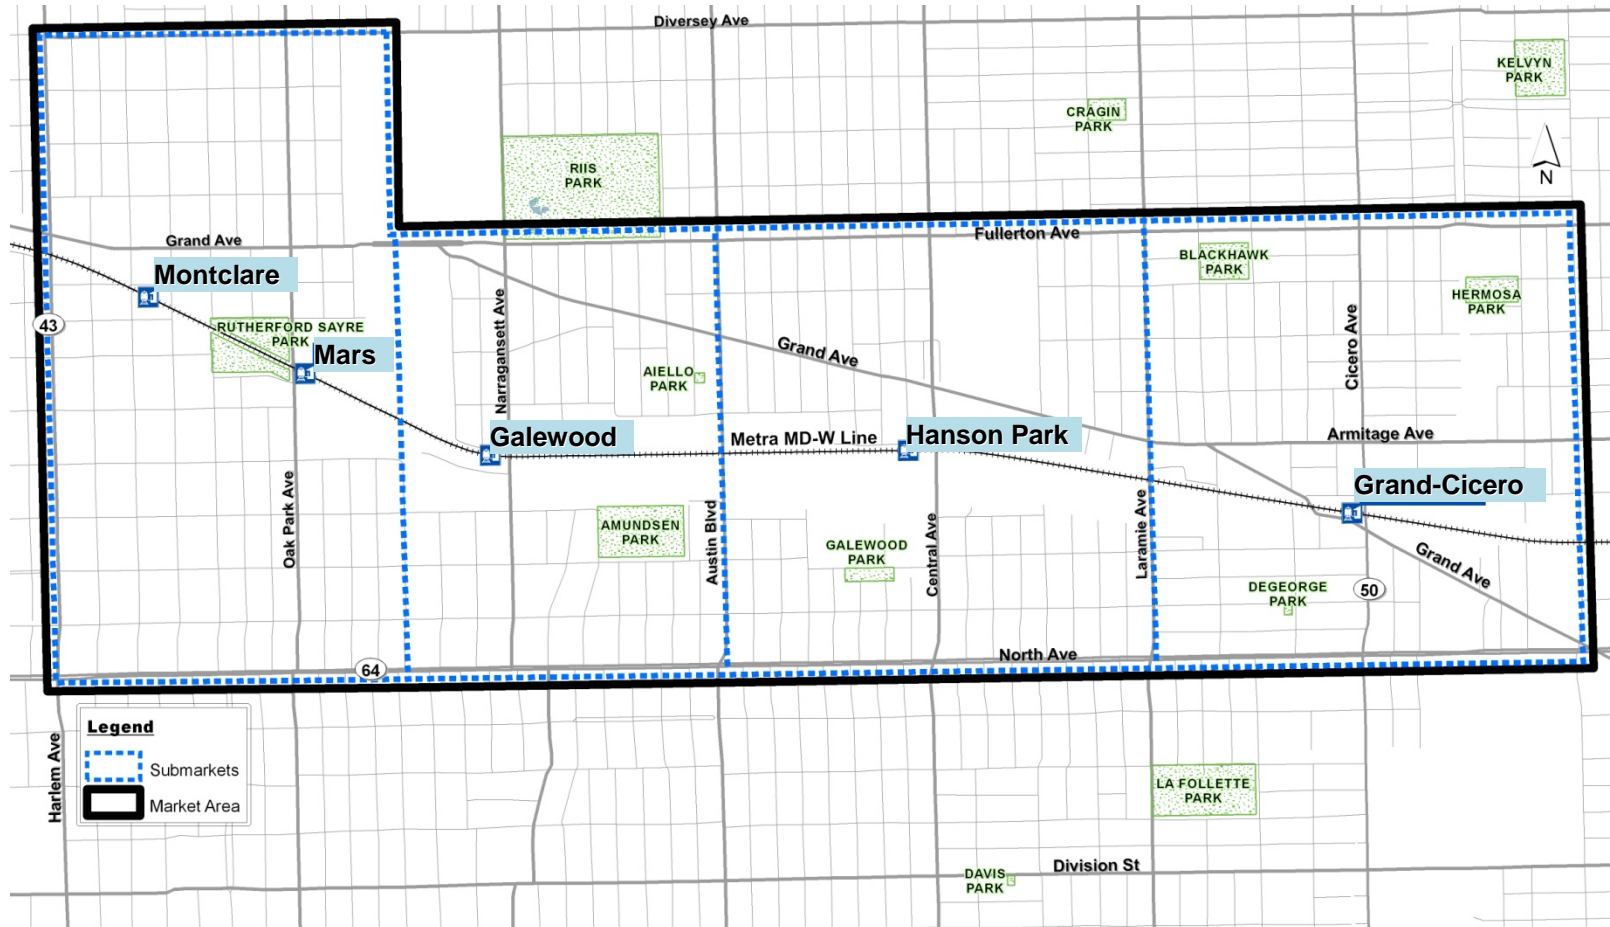 Diversey Ave
KELVYN
PARK
CRAGIN
PARK
RIIS
PARK
N
Grand Ave
Fullerton Ave
BLACKHAWK
PARK
Montclare
HERMOSA
PARK
43
RUTHERFORD SAYRE
PARK
Mars
Narragansett Ave
Grand Ave
Cicero Ave
AIELLO
PARK
Galewood
Metra MD-W Line
Hanson Park
Armitage Ave
Grand-Cicero
Oak Park Ave
AMUNDSEN
PARK
Austin Blvd
GALEWOOD
PARK
Central Ave
Laramie Ave
Grand Ave
DEGEORGE
PARK
50
64
North Ave
Legend
Submarkets
Market Area
Harlem Ave
LA FOLLETTE
PARK
Division St
DAVIS
PARK